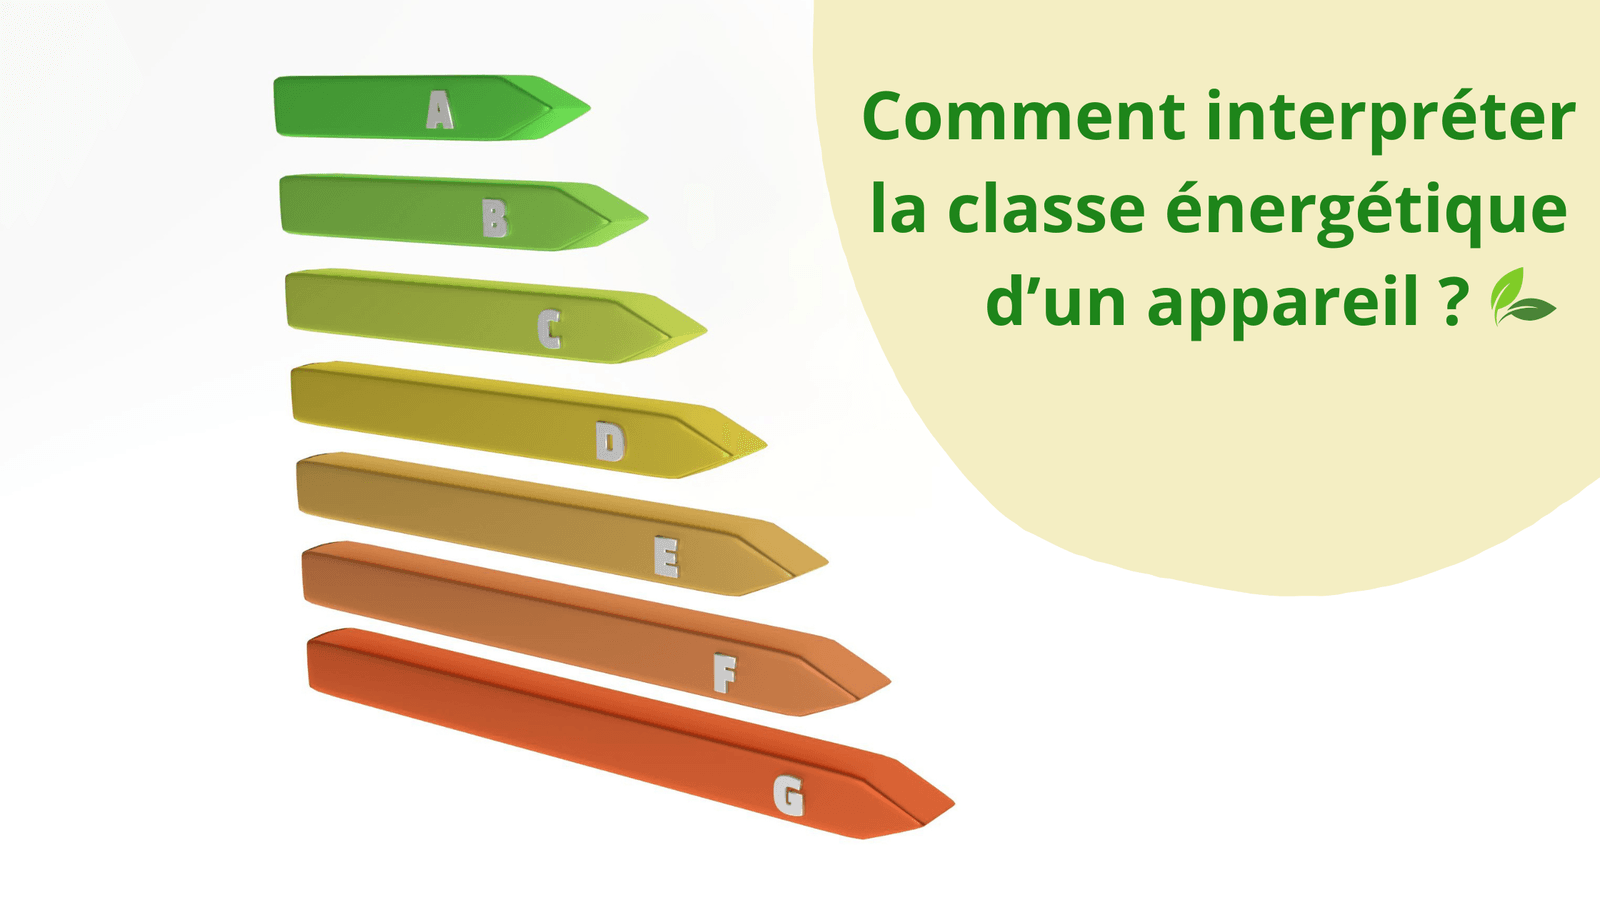 Comment interpréter
la classe énergétique
d’un appareil ?
A
B
C
D
E
F
G